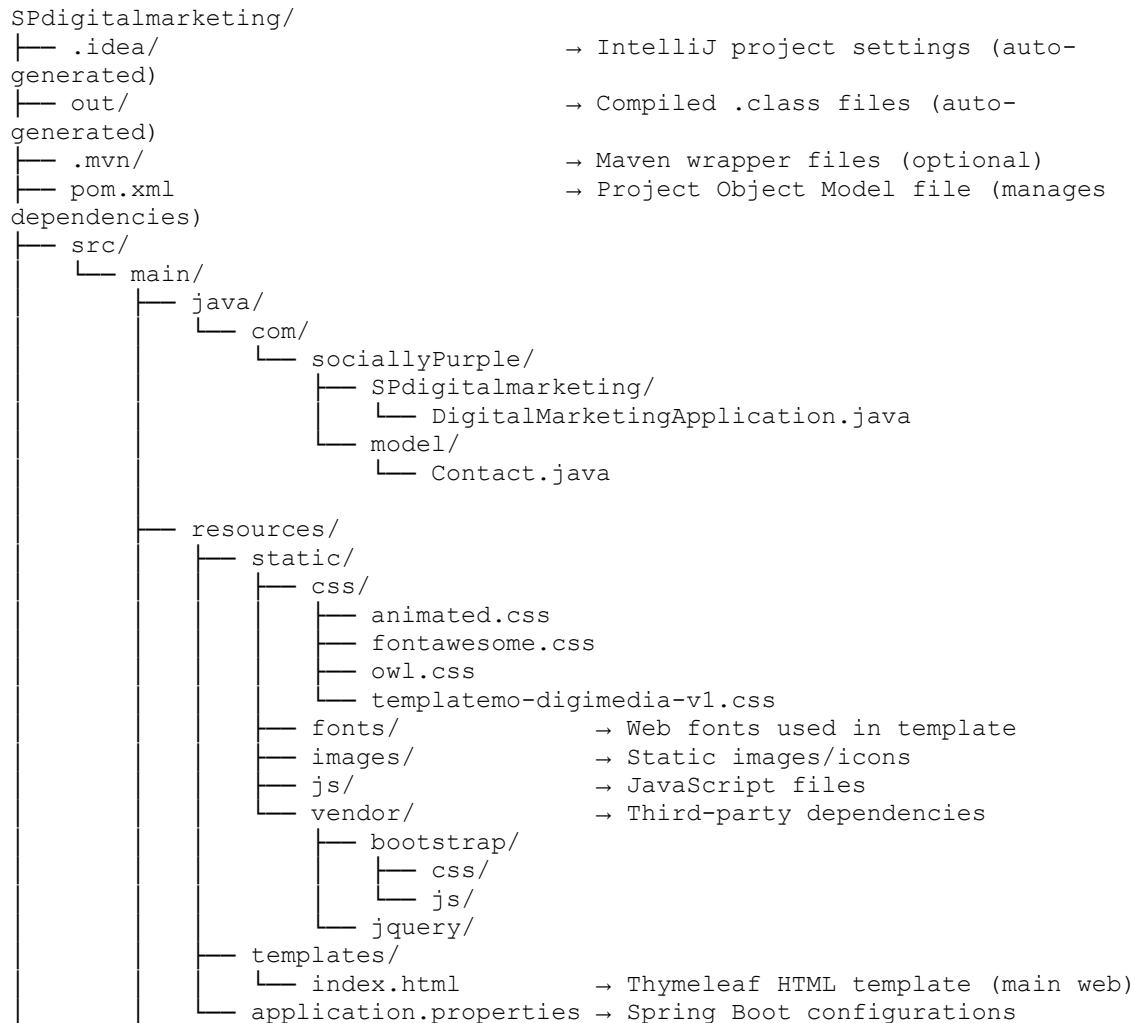 SPdigitalmarketing/
├── .idea/                          → IntelliJ project settings (auto-
generated)
├── out/                            → Compiled .class files (auto-
generated)
├── .mvn/                           → Maven wrapper files (optional)
├── pom.xml                         → Project Object Model file (manages
dependencies)
├── src/
│   └── main/
│       ├── java/
│       │   └── com/
│       │       └── sociallyPurple/
│       │           ├── SPdigitalmarketing/
│       │           │   └── DigitalMarketingApplication.java
│       │           └── model/
│       │               └── Contact.java
│       │
│       ├── resources/
│       │   ├── static/
│       │   │   ├── css/
│       │   │   │   ├── animated.css
│       │   │   │   ├── fontawesome.css
│       │   │   │   ├── owl.css
│       │   │   │   └── templatemo-digimedia-v1.css
│       │   │   ├── fonts/            → Web fonts used in template
│       │   │   ├── images/           → Static images/icons
│       │   │   ├── js/               → JavaScript files
│       │   │   └── vendor/           → Third-party dependencies
│       │   │       ├── bootstrap/
│       │   │       │   ├── css/
│       │   │       │   └── js/
│       │   │       └── jquery/
│       │   ├── templates/
│       │   │   └── index.html        → Thymeleaf HTML template (main web)
│       │   └── application.properties → Spring Boot configurations